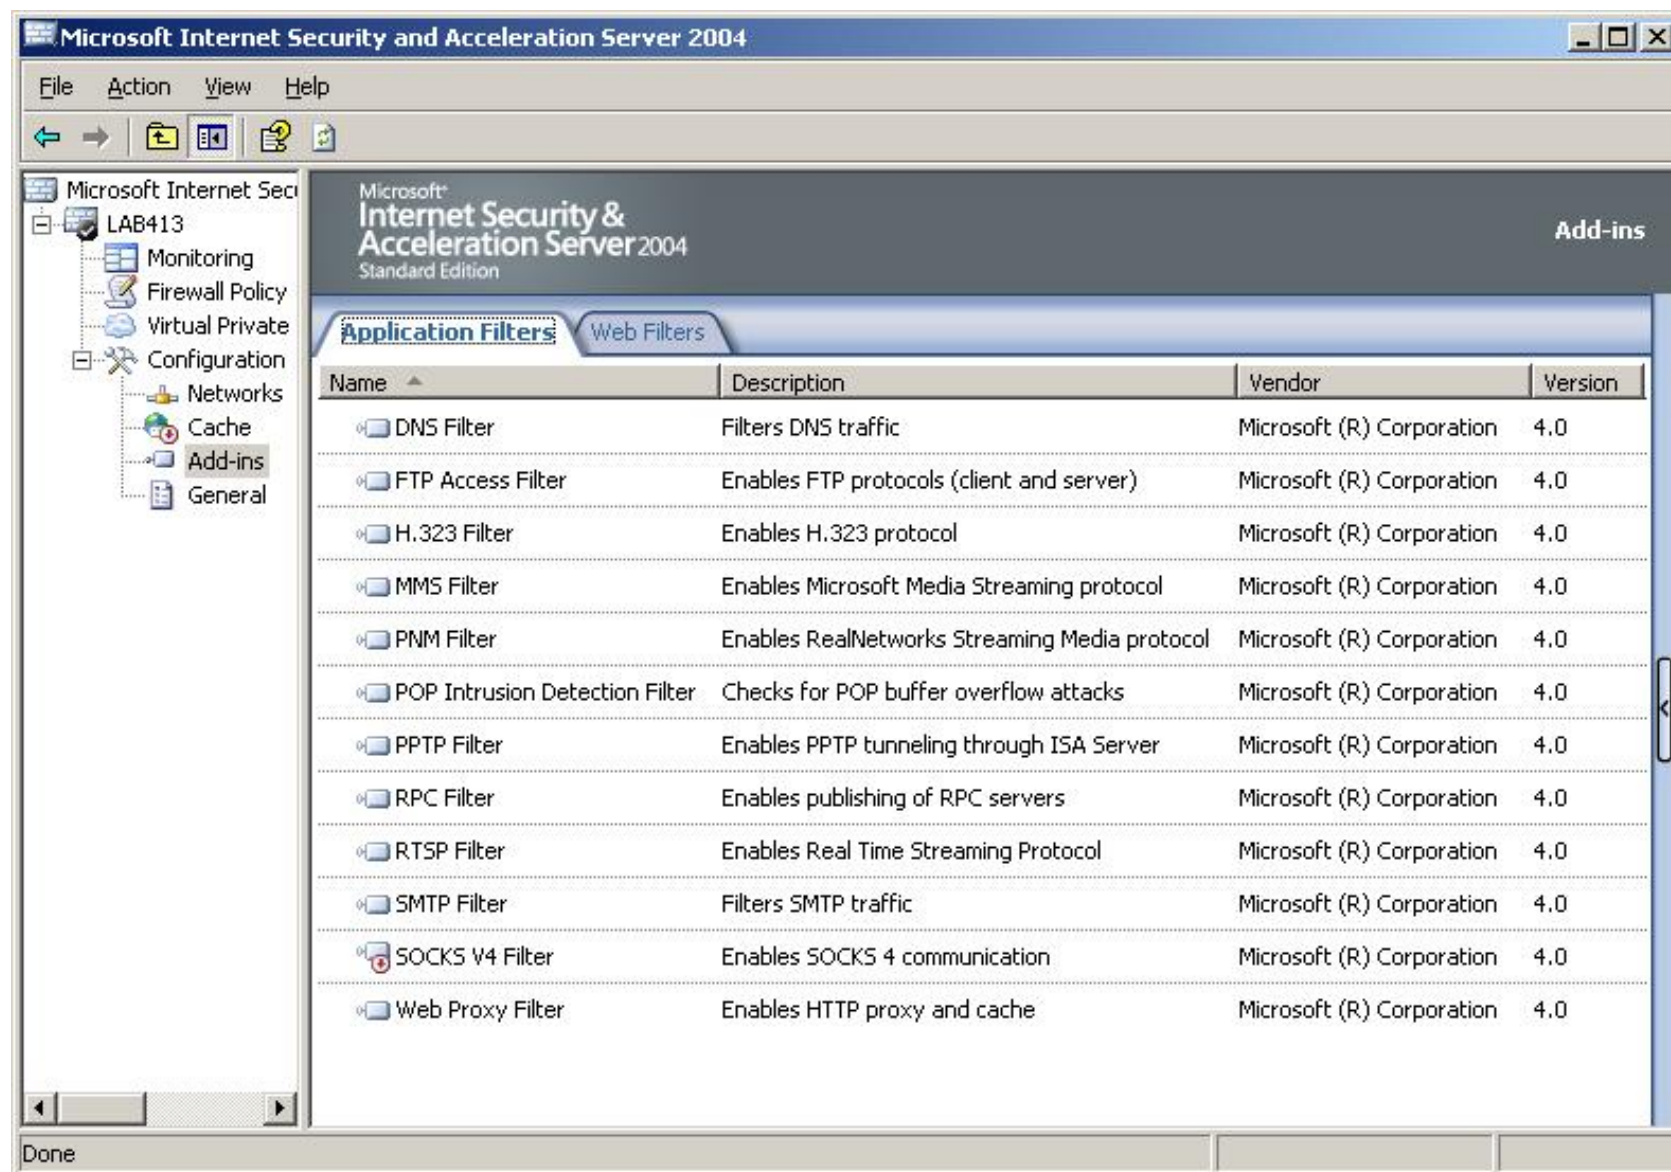 Microsoft Internet Security and Acceleration Server 2004
File Action View Help
Microsoft Internet Secu
LAB413
Monitoring
Firewall Policy
Virtual Private
Configuration
Networks
Cache
Add-ins
General
Microsoft
Internet Security &
Acceleration Server 2004
Standard Edition
Add-ins
Application Filters Web Filters
Name Description Vendor Version
DNS Filter Filters DNS traffic Microsoft (R) Corporation 4.0
FTP Access Filter Enables FTP protocols (client and server) Microsoft (R) Corporation 4.0
H.323 Filter Enables H.323 protocol Microsoft (R) Corporation 4.0
MMS Filter Enables Microsoft Media Streaming protocol Microsoft (R) Corporation 4.0
PNM Filter Enables RealNetworks Streaming Media protocol Microsoft (R) Corporation 4.0
POP Intrusion Detection Filter Checks for POP buffer overflow attacks Microsoft (R) Corporation 4.0
PPTP Filter Enables PPTP tunneling through ISA Server Microsoft (R) Corporation 4.0
RPC Filter Enables publishing of RPC servers Microsoft (R) Corporation 4.0
RTSP Filter Enables Real Time Streaming Protocol Microsoft (R) Corporation 4.0
SMTP Filter Filters SMTP traffic Microsoft (R) Corporation 4.0
SOCKS V4 Filter Enables SOCKS 4 communication Microsoft (R) Corporation 4.0
Web Proxy Filter Enables HTTP proxy and cache Microsoft (R) Corporation 4.0
Done